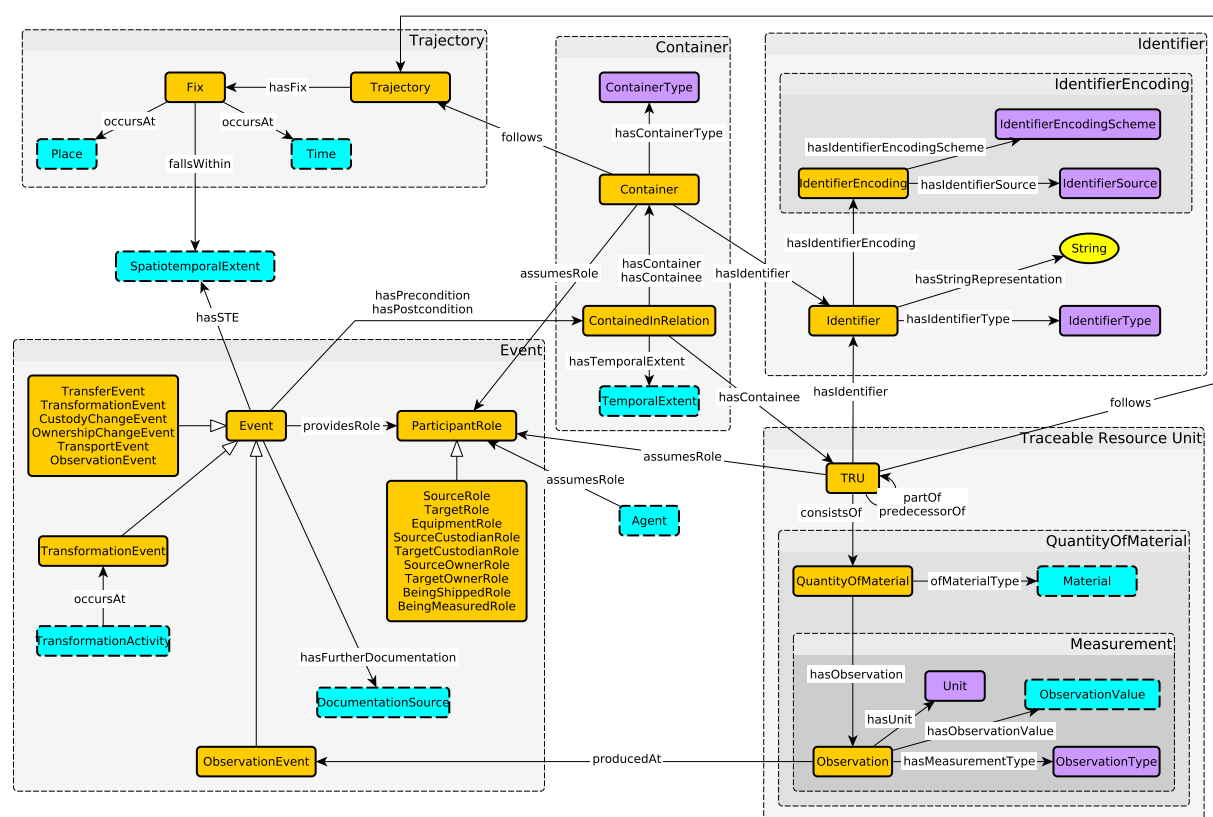 Trajectory
Fix
hasFix
Trajectory
occursAt
occursAt
Place
Time
fallsWithin
SpatiotemporalExtent
hasSTE
follows
Container
ContainerType
hasContainerType
Container
assumesRole
hasContainer
hasContainee
hasIdentifier
ContainedInRelation
hasTemporalExtent
TemporalExtent
hasContainee
hasPrecondition
hasPostcondition
Identifier
IdentifierEncoding
IdentifierEncodingScheme
hasIdentifierEncodingScheme
IdentifierEncoding
hasIdentifierSource
IdentifierSource
hasIdentifierEncoding
String
hasStringRepresentation
Identifier
hasIdentifierType
IdentifierType
hasIdentifier
follows
Event
TransferEvent
TransformationEvent
CustodyChangeEvent
OwnershipChangeEvent
TransportEvent
ObservationEvent
Event
providesRole
ParticipantRole
assumesRole
assumesRole
Agent
SourceRole
TargetRole
EquipmentRole
SourceCustodianRole
TargetCustodianRole
SourceOwnerRole
TargetOwnerRole
BeingShippedRole
BeingMeasuredRole
TransformationEvent
occursAt
TransformationActivity
hasFurtherDocumentation
DocumentationSource
ObservationEvent
producedAt
Traceable Resource Unit
TRU
partOf
predecessorOf
consistsOf
QuantityOfMaterial
QuantityOfMaterial
ofMaterialType
Material
Measurement
hasObservation
Unit
ObservationValue
hasUnit
hasObservationValue
Observation
hasMeasurementType
ObservationType